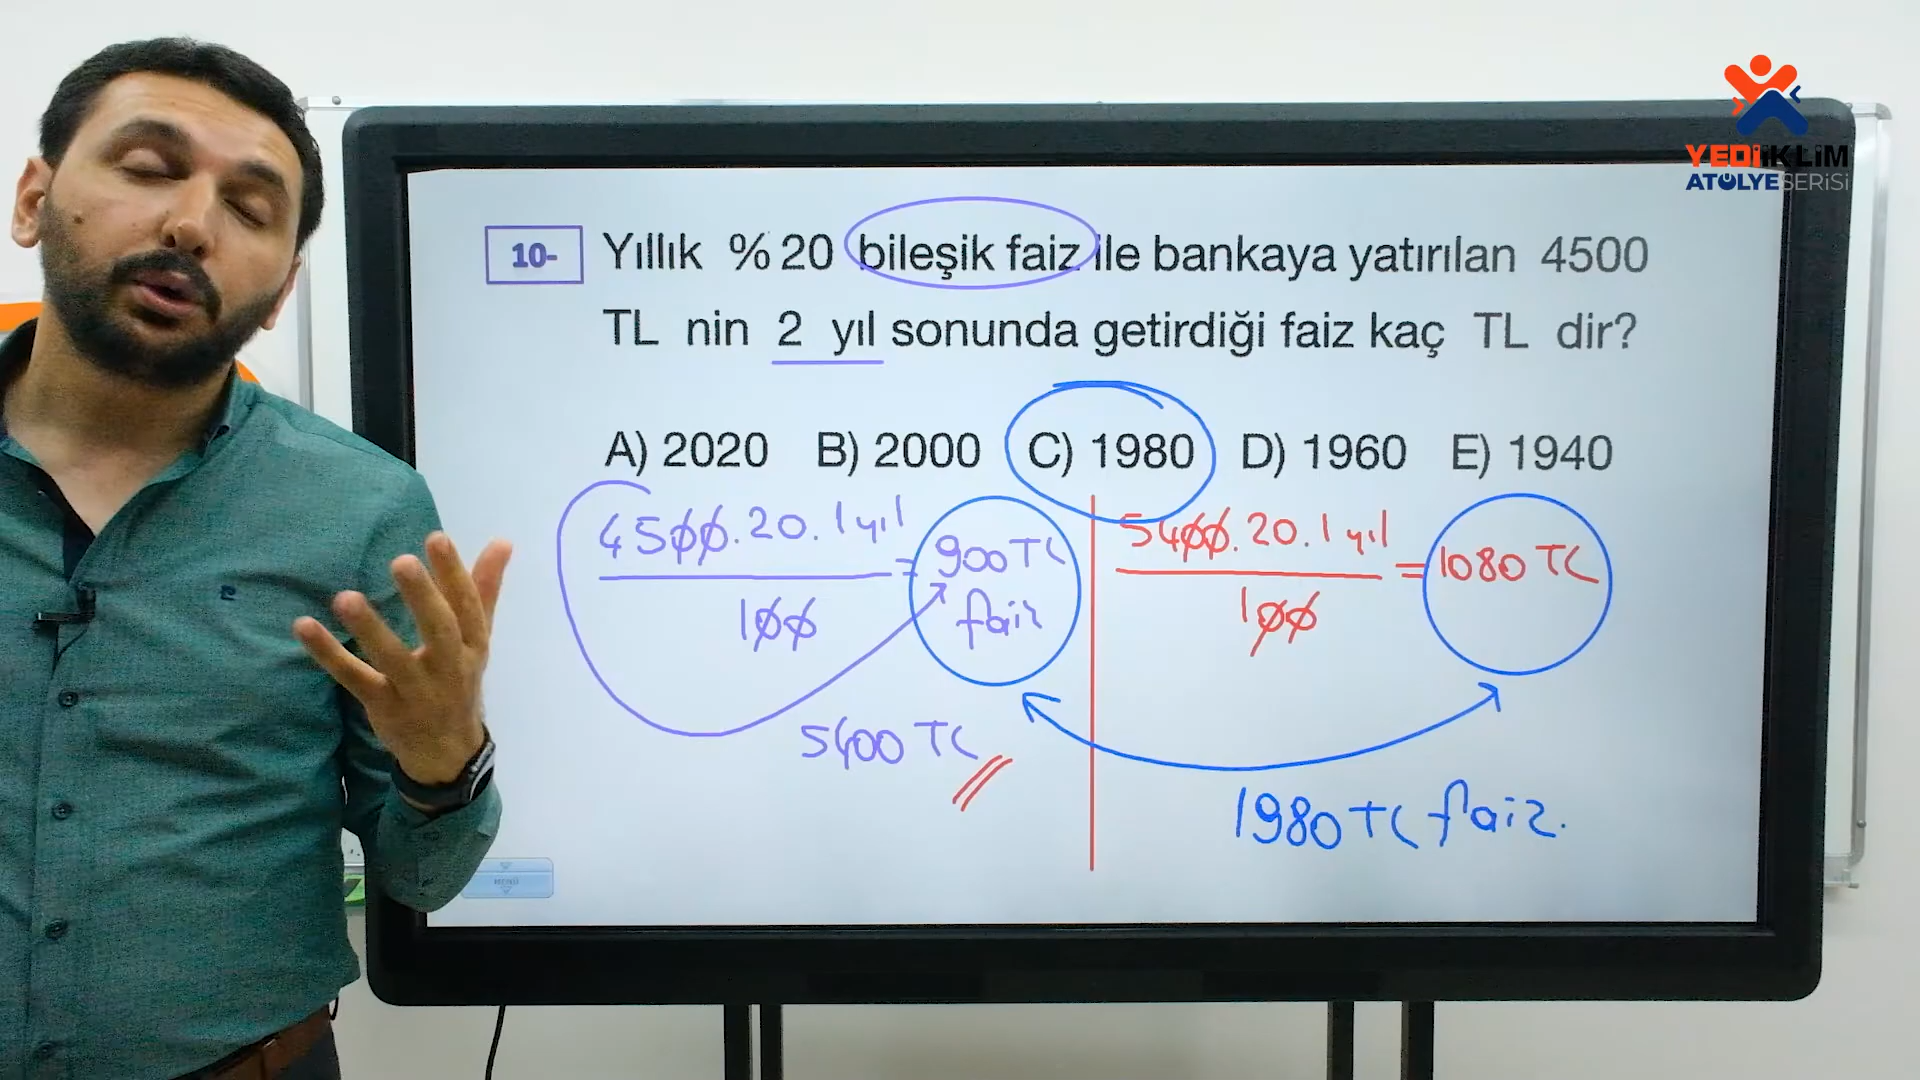 YEDİİKLİM
ATÖLYESERİSİ
10- Yıllık %20 bileşik faiz ile bankaya yatırılan 4500
TL nin 2 yıl sonunda getirdiği faiz kaç TL dir?
A) 2020 B) 2000 C) 1980 D) 1960 E) 1940
4500.20.1 yıl
100
= 900 TL
faiz
5400 TL
5400.20.1 yıl
100
= 1080 TL
1980 TL faiz.
MENÜ